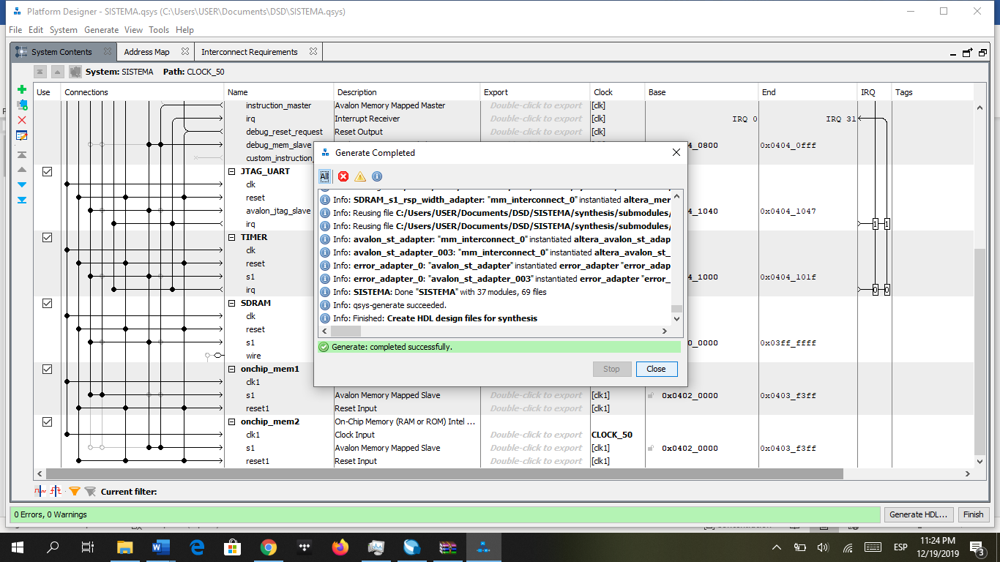 Platform Designer - SISTEMA.qsys (C:\Users\USER\Documents\DSD\SISTEMA.qsys)
File Edit System Generate View Tools Help
System Contents Address Map Interconnect Requirements
System: SISTEMA Path: CLOCK_50
Use Connections Name Description Export Clock Base End IRQ Tags
instruction_master Avalon Memory Mapped Master Double-click to export [clk]
irq Interrupt Receiver Double-click to export [clk] IRQ 0 IRQ 31
debug_reset_request Reset Output Double-click to export [clk]
debug_mem_slave 4_0800 0x0404_0fff
custom_instruction_
JTAG_UART
clk
reset
avalon_jtag_slave 4_1040 0x0404_1047
irq 1 1
TIMER
clk
reset
s1 4_1000 0x0404_101f
irq 0 0
SDRAM
clk
reset
s1 0_0000 0x03ff_ffff
wire
onchip_mem1
clk1
s1 Avalon Memory Mapped Slave Double-click to export [clk1] 0x0402_0000 0x0403_f3ff
reset1 Reset Input Double-click to export [clk1]
onchip_mem2 On-Chip Memory (RAM or ROM) Intel ...
clk1 Clock Input Double-click to export CLOCK_50
s1 Avalon Memory Mapped Slave Double-click to export [clk1] 0x0402_0000 0x0403_f3ff
reset1 Reset Input Double-click to export [clk1]
Generate Completed
All
Info: SDRAM_s1_rsp_width_adapter: "mm_interconnect_0" instantiated altera_mer
Info: Reusing file C:/Users/USER/Documents/DSD/SISTEMA/synthesis/submodules/
Info: Reusing file C:/Users/USER/Documents/DSD/SISTEMA/synthesis/submodules/
Info: avalon_st_adapter: "mm_interconnect_0" instantiated altera_avalon_st_adap
Info: avalon_st_adapter_003: "mm_interconnect_0" instantiated altera_avalon_st_
Info: error_adapter_0: "avalon_st_adapter" instantiated error_adapter "error_adap
Info: error_adapter_0: "avalon_st_adapter_003" instantiated error_adapter "error_
Info: SISTEMA: Done "SISTEMA" with 37 modules, 69 files
Info: qsys-generate succeeded.
Info: Finished: Create HDL design files for synthesis
Generate: completed successfully.
Stop Close
Current filter:
0 Errors, 0 Warnings Generate HDL... Finish
ESP
11:24 PM
12/19/2019
3